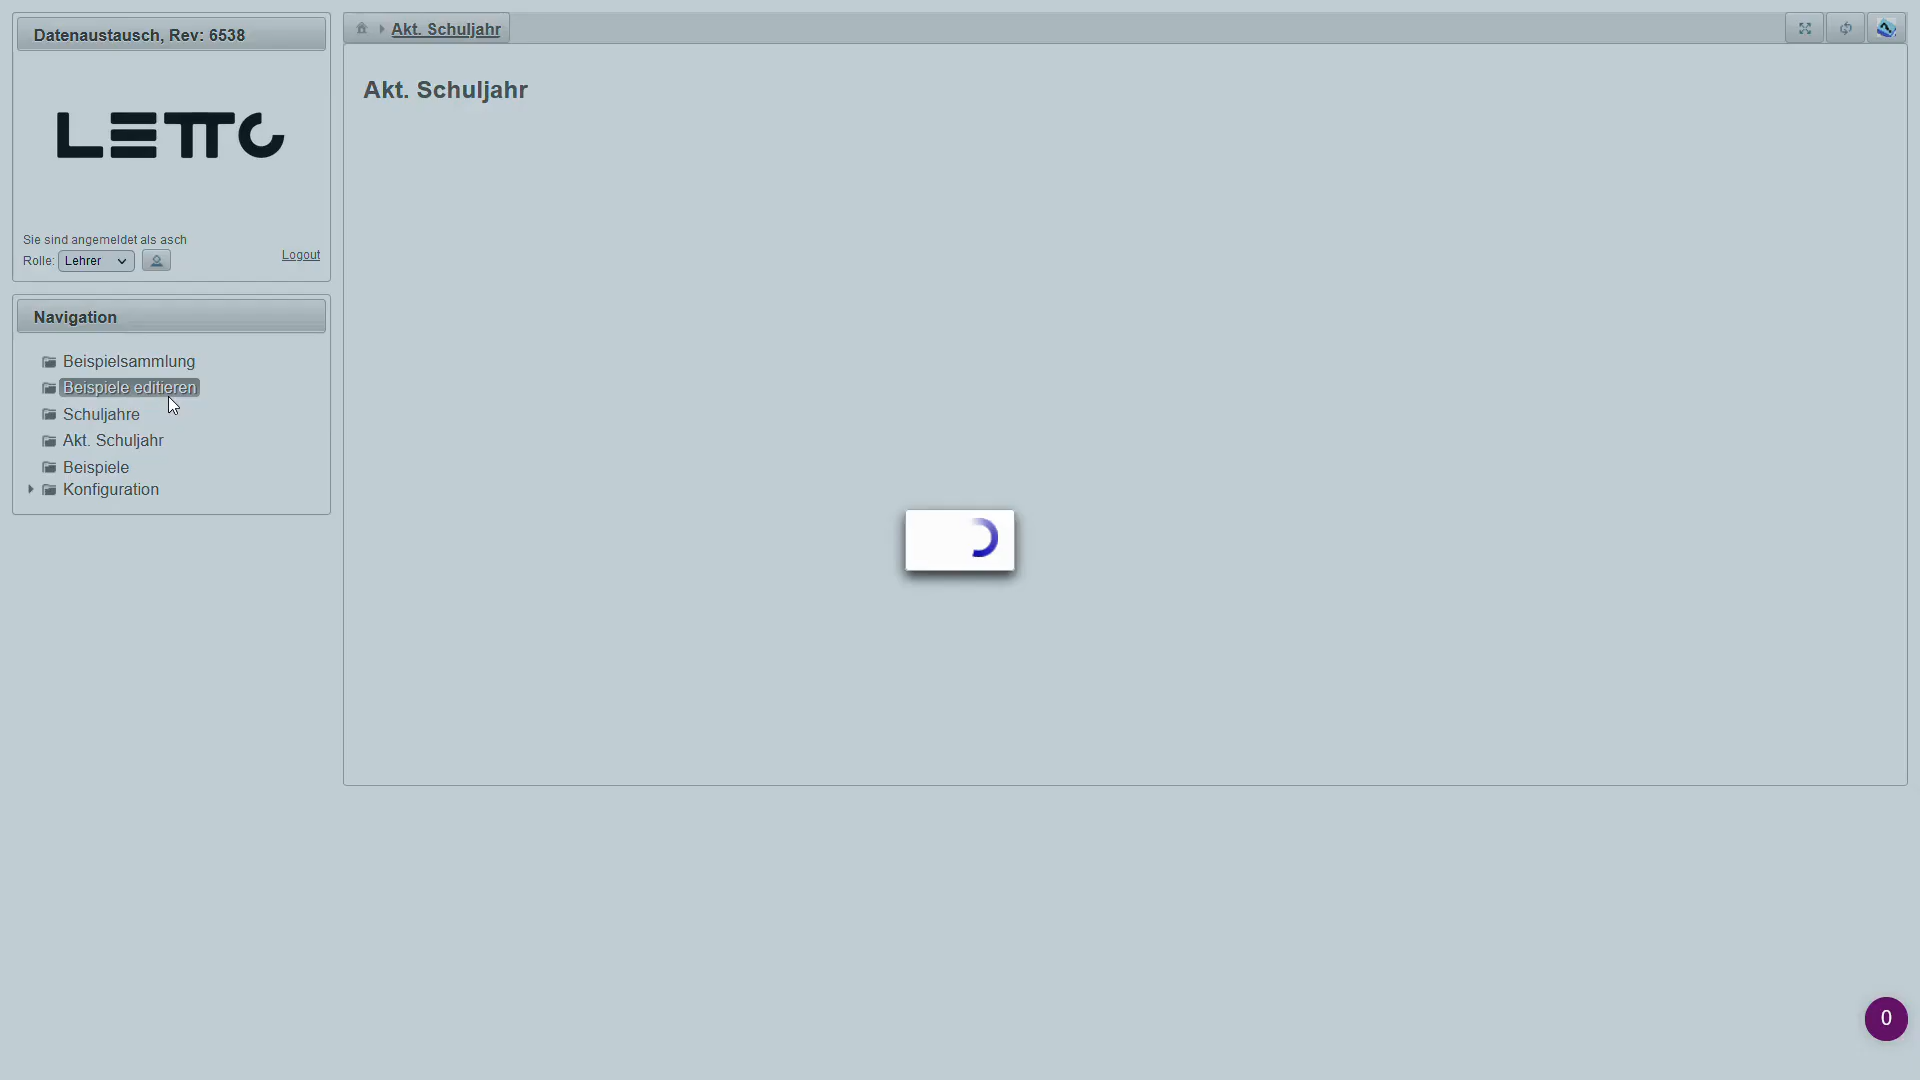 Datenaustausch, Rev: 6538
LETTO
Sie sind angemeldet als asch
Rolle: Lehrer
Logout
Navigation
Beispielsammlung
Beispiele editieren
Schuljahre
Akt. Schuljahr
Beispiele
Konfiguration
Akt. Schuljahr
Akt. Schuljahr
0